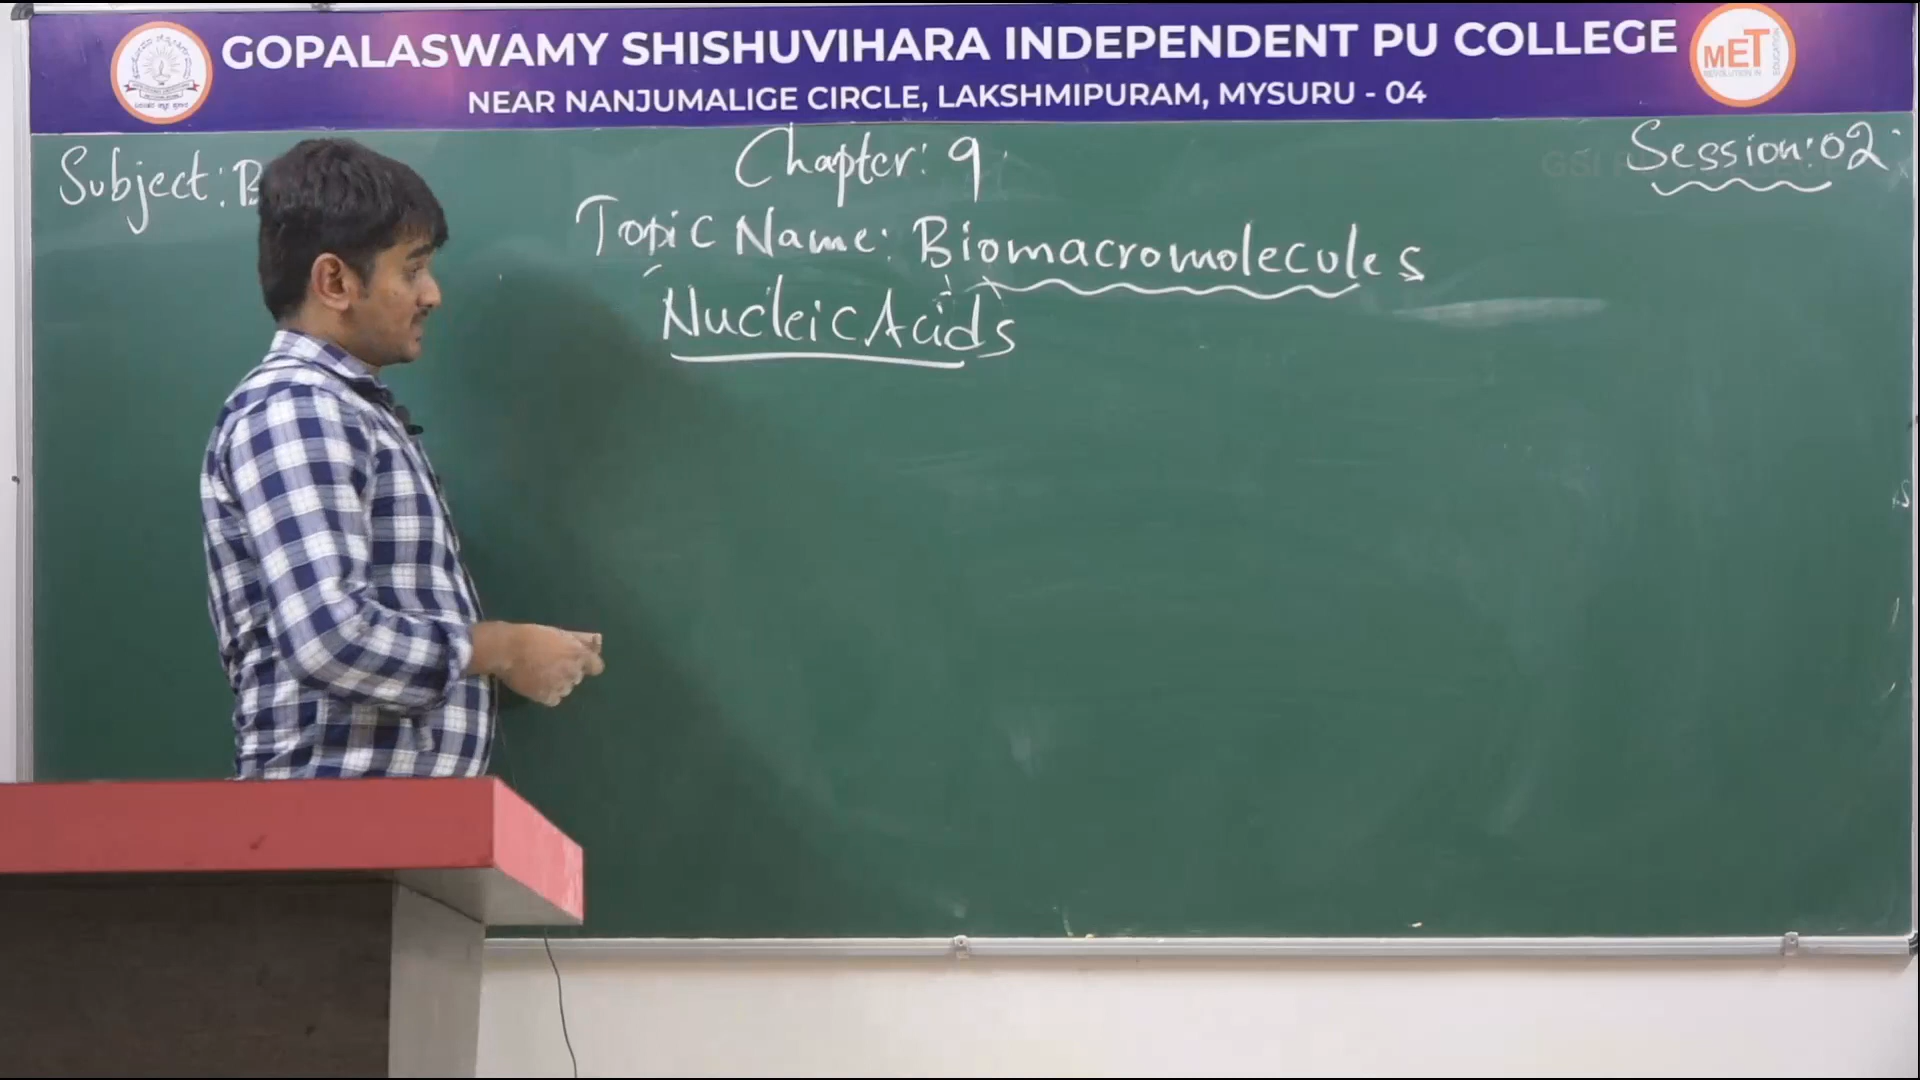 GOPALASWAMY SHISHUVIHARA INDEPENDENT PU COLLEGE
NEAR NANJUMALIGE CIRCLE, LAKSHMIPURAM, MYSURU - 04
MET
Subject: B
Chapter: 9
Session: 02
Topic Name: Biomacromolecules
Nucleic Acids